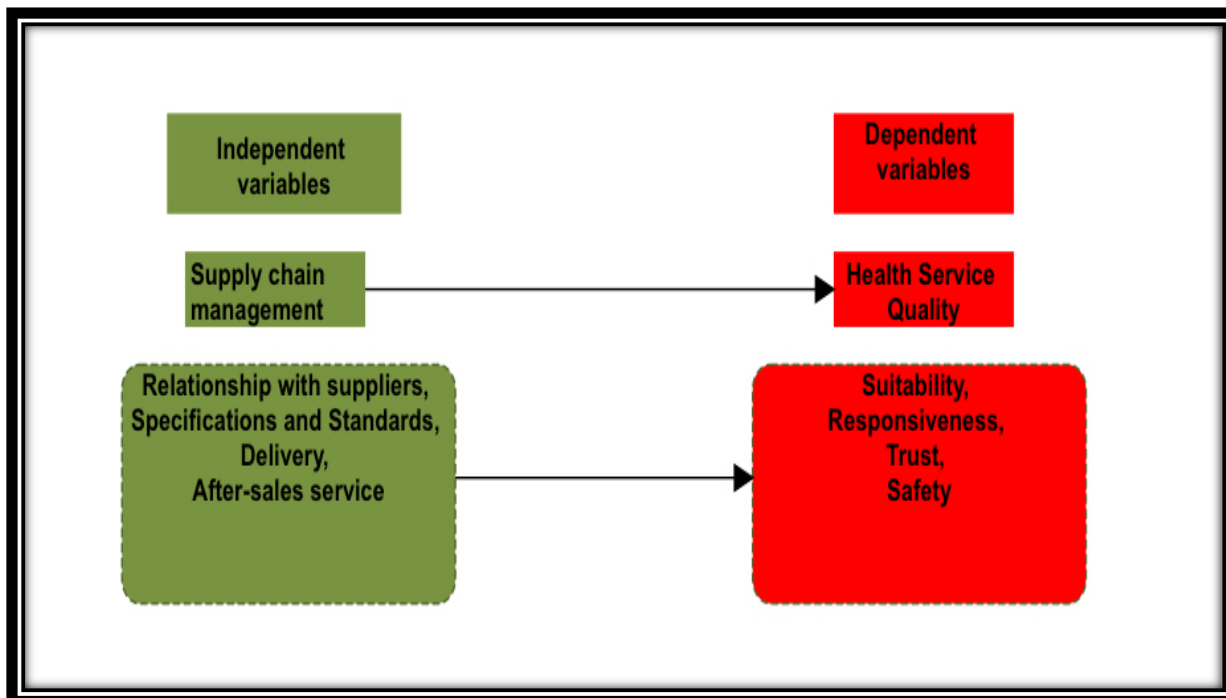 Independent
variables
Dependent
variables
Supply chain
management
Health Service
Quality
Relationship with suppliers,
Specifications and Standards,
Delivery,
After-sales service
Suitability,
Responsiveness,
Trust,
Safety